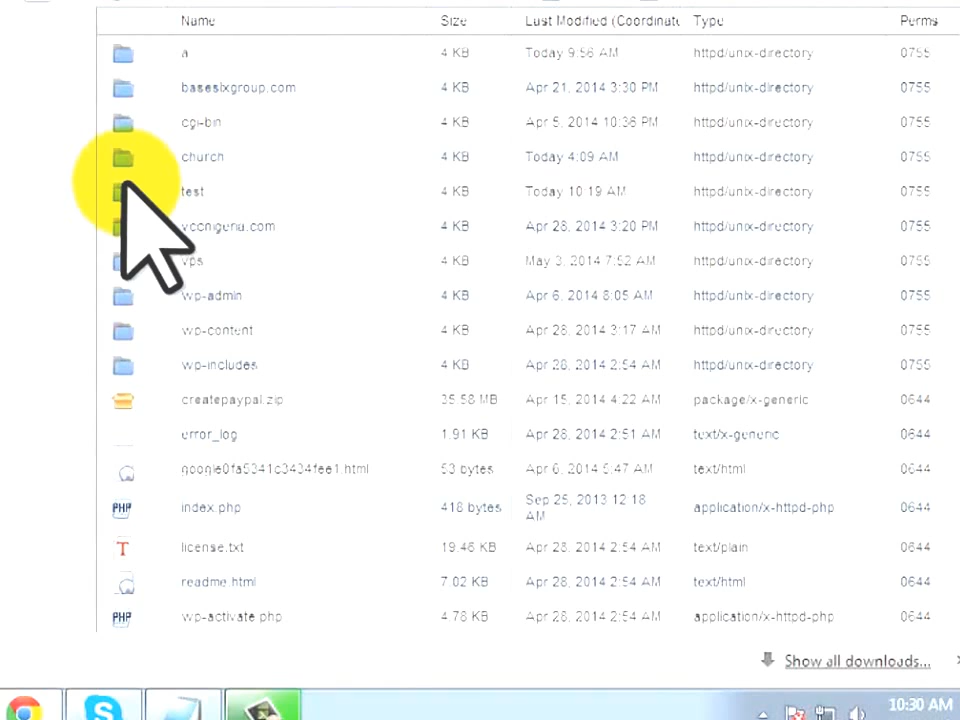 Name Size Last Modified (Coordinate Type Perms
a 4 KB Today 9:56 AM httpd/unix-directory 0755
basesixgroup.com 4 KB Apr 21, 2014 3:30 PM httpd/unix-directory 0755
cgi-bin 4 KB Apr 5, 2014 10:36 PM httpd/unix-directory 0755
church 4 KB Today 4:09 AM httpd/unix-directory 0755
test 4 KB Today 10:19 AM httpd/unix-directory 0755
4 KB Apr 28, 2014 3:20 PM httpd/unix-directory 0755
vps 4 KB May 3, 2014 7:52 AM httpd/unix-directory 0755
wp-admin 4 KB Apr 6, 2014 8:05 AM httpd/unix-directory 0755
wp-content 4 KB Apr 28, 2014 3:17 AM httpd/unix-directory 0755
wp-includes 4 KB Apr 28, 2014 2:54 AM httpd/unix-directory 0755
createpaypal.zip 35.58 MB Apr 15, 2014 4:22 AM package/x-generic 0644
error_log 1.91 KB Apr 28, 2014 2:51 AM text/x-generic 0644
google0fa5341c3434fee1.html 53 bytes Apr 6, 2014 5:47 AM text/html 0644
PHP index.php 418 bytes Sep 25, 2013 12:18 AM application/x-httpd-php 0644
T license.txt 19.46 KB Apr 28, 2014 2:54 AM text/plain 0644
readme.html 7.02 KB Apr 28, 2014 2:54 AM text/html 0644
PHP wp-activate.php 4.78 KB Apr 28, 2014 2:54 AM application/x-httpd-php 0644
Show all downloads...
10:30 AM